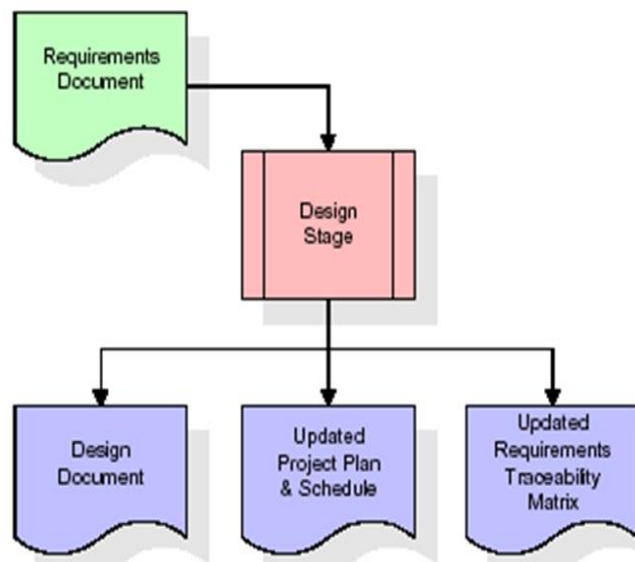 Requirements
Document
Design
Stage
Design
Document
Updated
Project Plan
& Schedule
Updated
Requirements
Traceability
Matrix